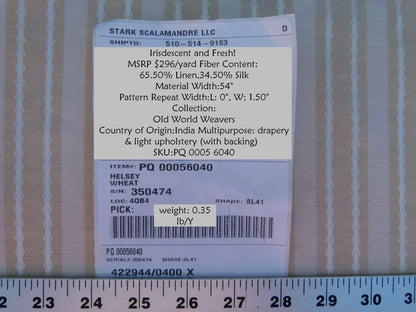 STARK SCALAMANDRE LLC D
SHIPTO: 510-514-9183
Irisdescent and Fresh!
MSRP $296/yard Fiber Content:
65.50% Linen,34.50% Silk
Material Width:54"
Pattern Repeat Width:L: 0", W: 1.50"
Collection:
Old World Weavers
Country of Origin:India Multipurpose: drapery
& light upholstery (with backing)
SKU:PQ 0005 6040
ITEM#: PQ 00056040
HELSEY
WHEAT
S/N: 350474
LOC: 4QB4 SHADE: 8L41
PICK:
weight: 0.35
lb/Y
PQ 00056040
SERIAL#:350474 SHADE:8L41
422944/0400 X
22 23 24 25 26 27 28 29 30 31